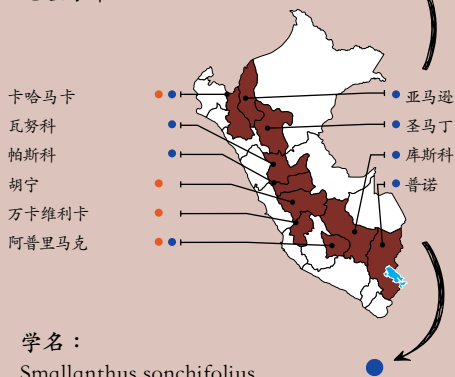 卡哈马卡
瓦努科
帕斯科
胡宁
万卡维利卡
阿普里马克
亚马逊
圣马丁
库斯科
普诺
学名：
Smallanthus sonchifolius